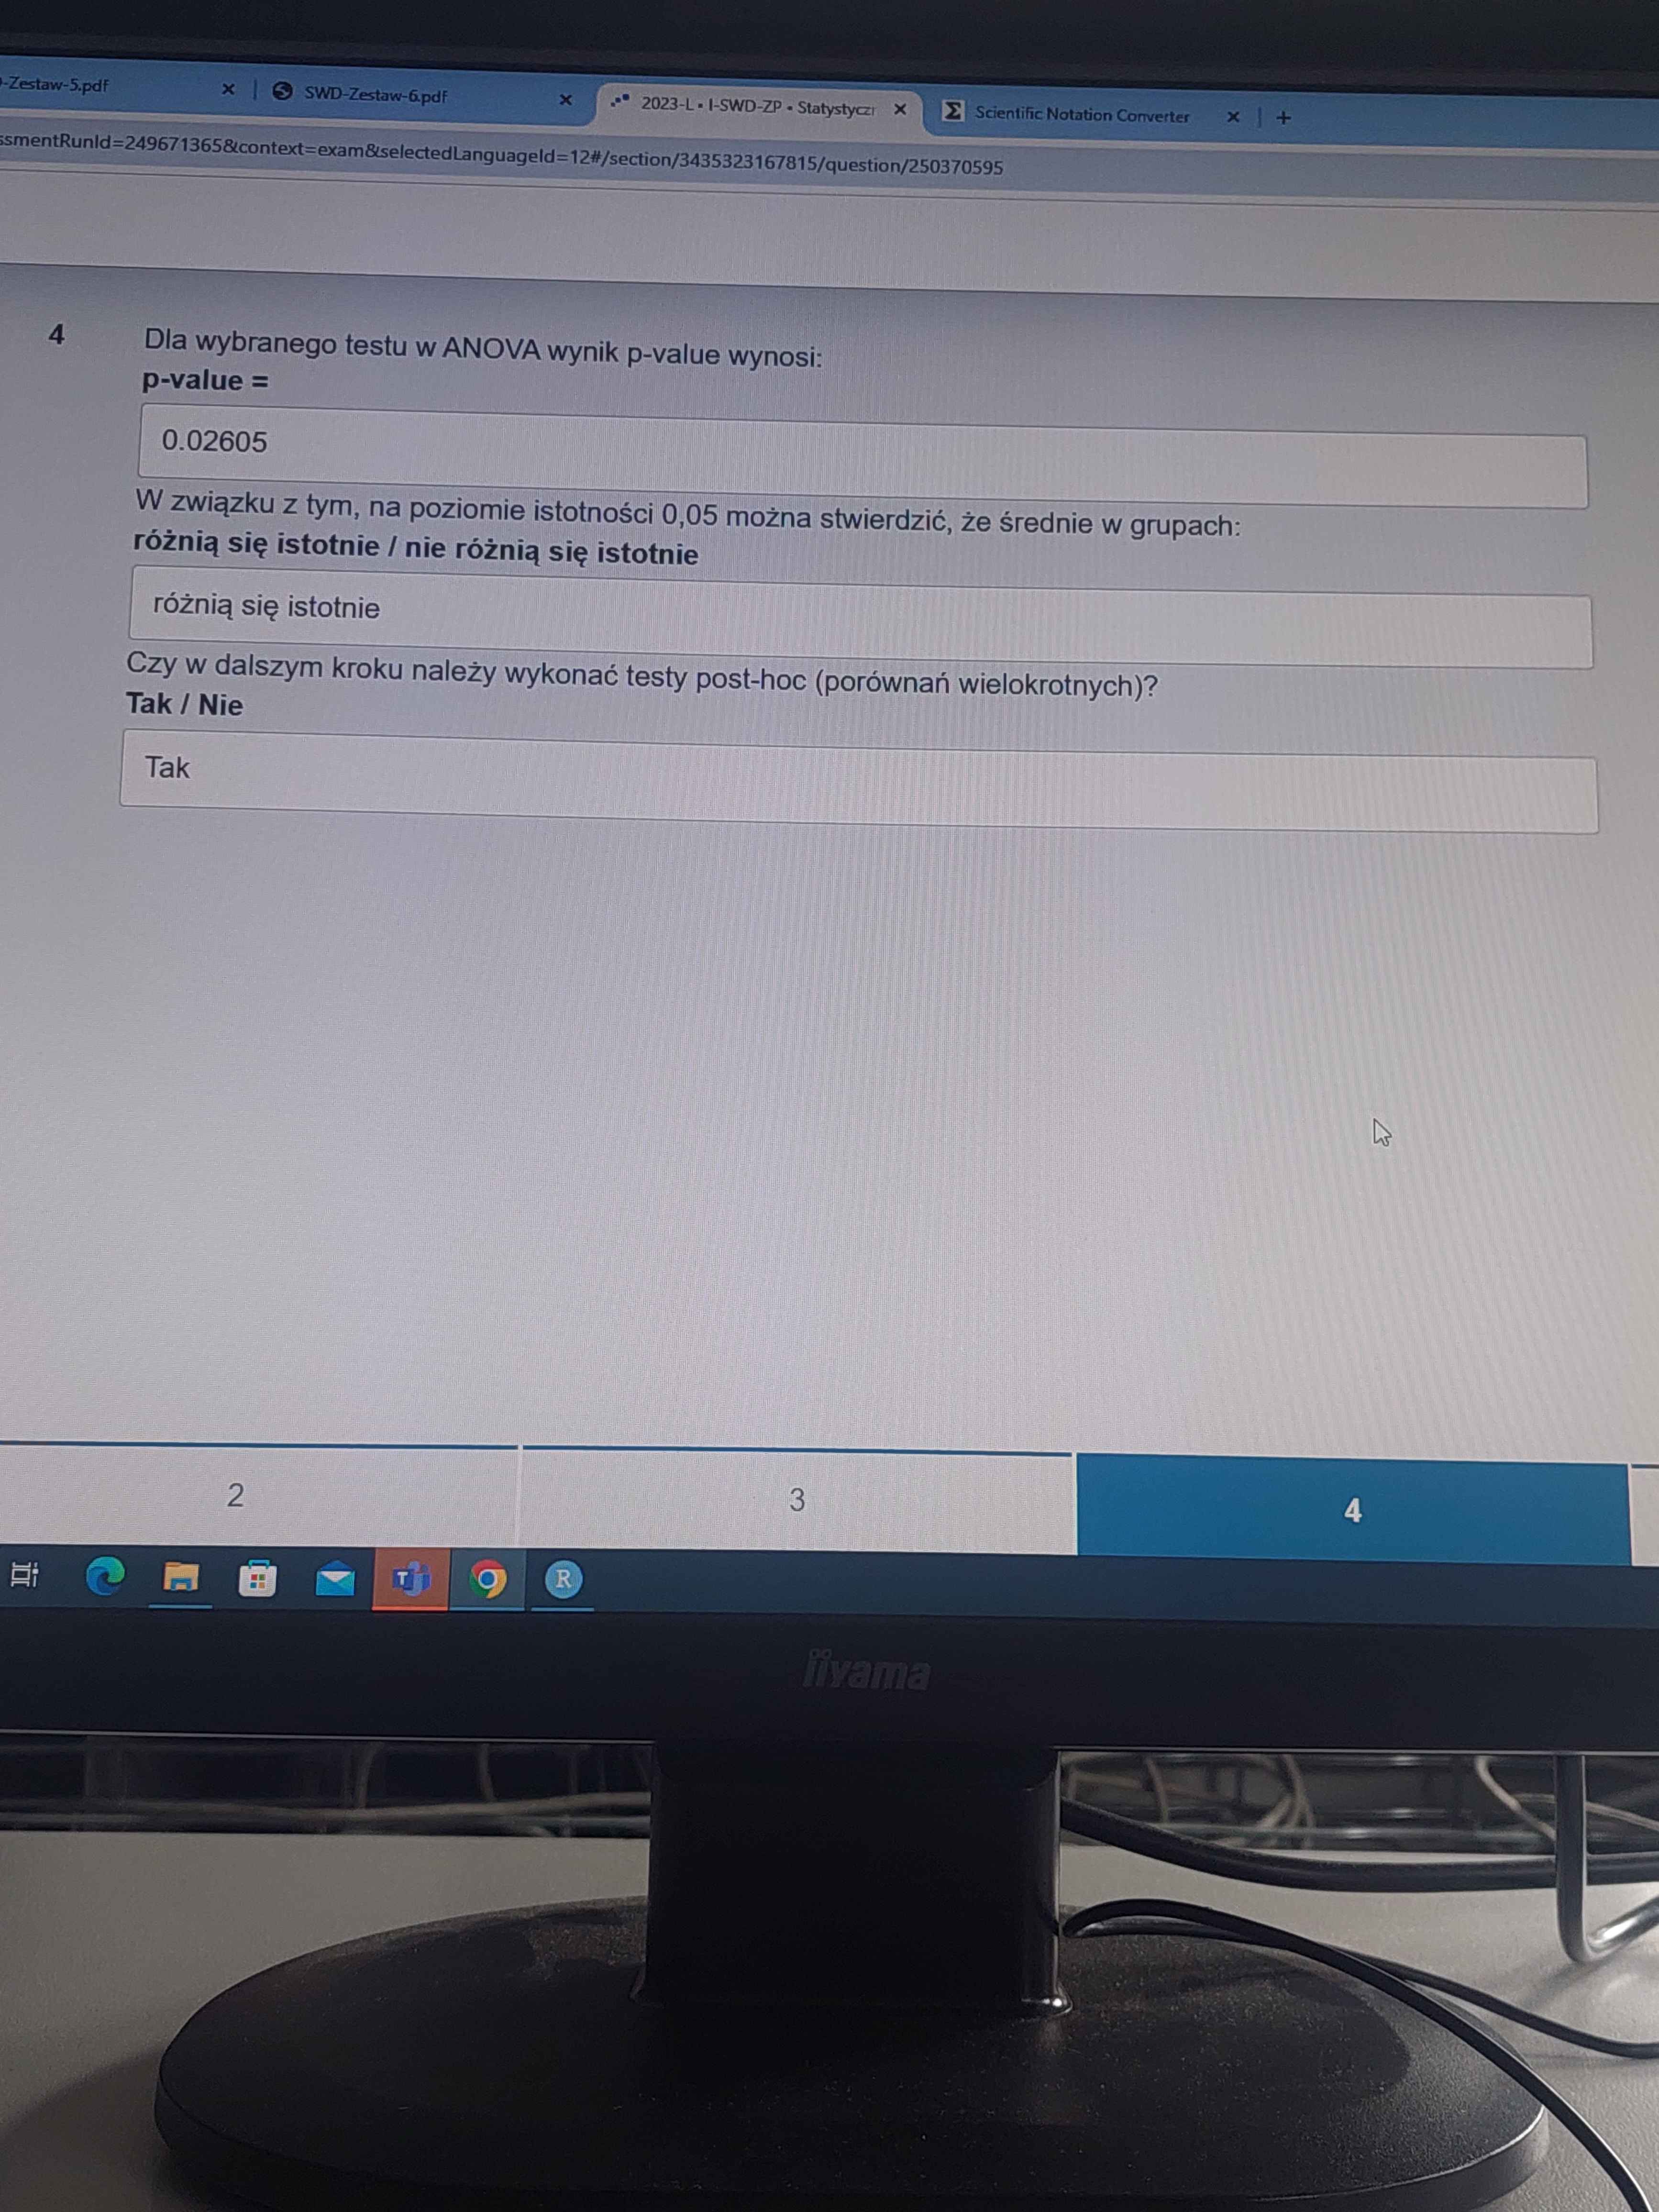 -Zestaw-5.pdf
SWD-Zestaw-6.pdf
2023-L • I-SWD-ZP • Statystyczı
Scientific Notation Converter
ssmentRunId=249671365&context=exam&selectedLanguageId=12#/section/3435323167815/question/250370595
4
Dla wybranego testu w ANOVA wynik p-value wynosi:
p-value =
0.02605
W związku z tym, na poziomie istotności 0,05 można stwierdzić, że średnie w grupach:
różnią się istotnie / nie różnią się istotnie
różnią się istotnie
Czy w dalszym kroku należy wykonać testy post-hoc (porównań wielokrotnych)?
Tak / Nie
Tak
2
3
4
T
R
iiyama